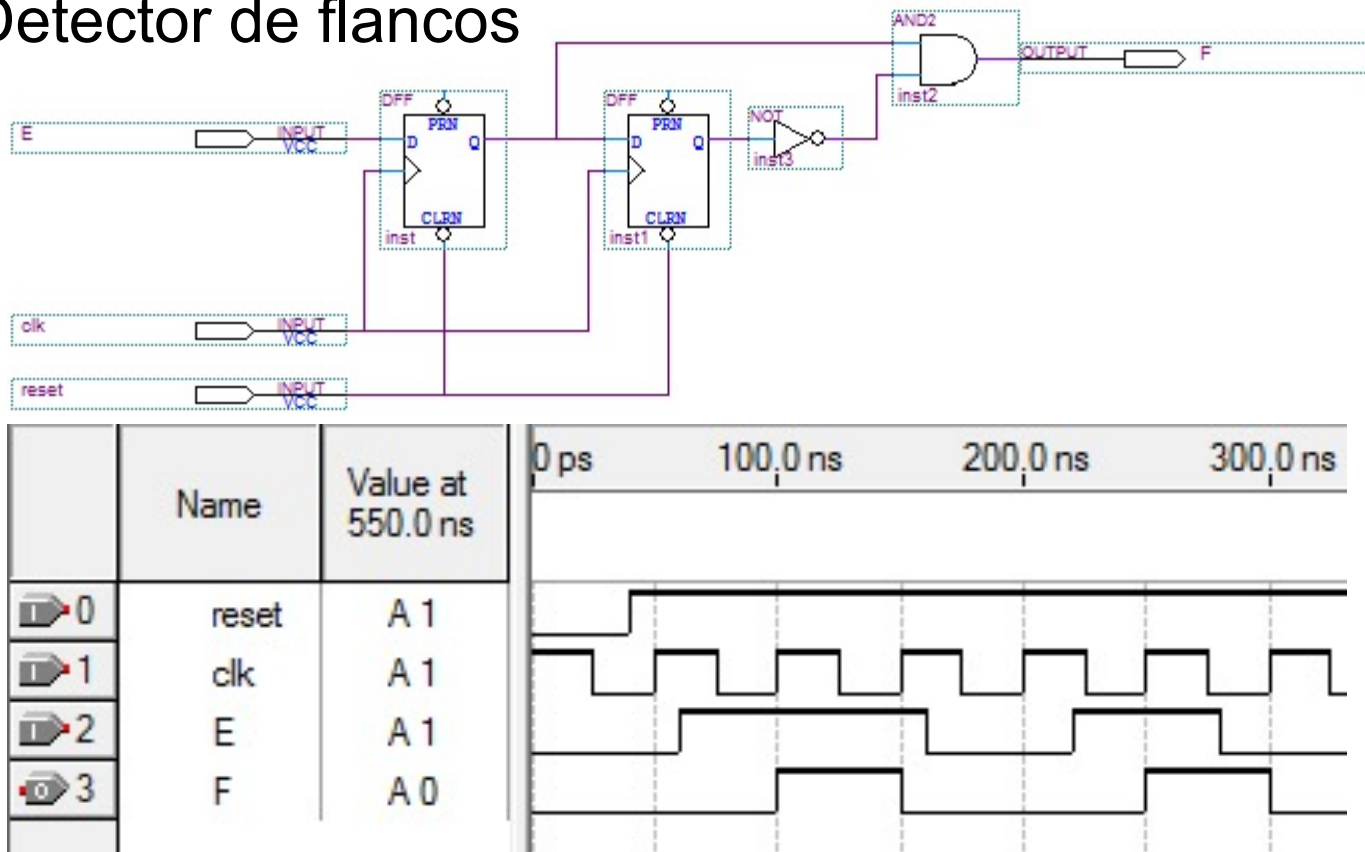 Detector de flancos
AND2
OUTPUT F
inst2
DFF DFF
PRN PRN
NOT
E INPUT
VCC
D Q D Q
inst3
CLRN CLRN
inst inst1
clk INPUT
VCC
reset INPUT
VCC
0 ps 100.0 ns 200.0 ns 300.0 ns
Name Value at
550.0 ns
0 reset A 1
1 clk A 1
2 E A 1
3 F A 0